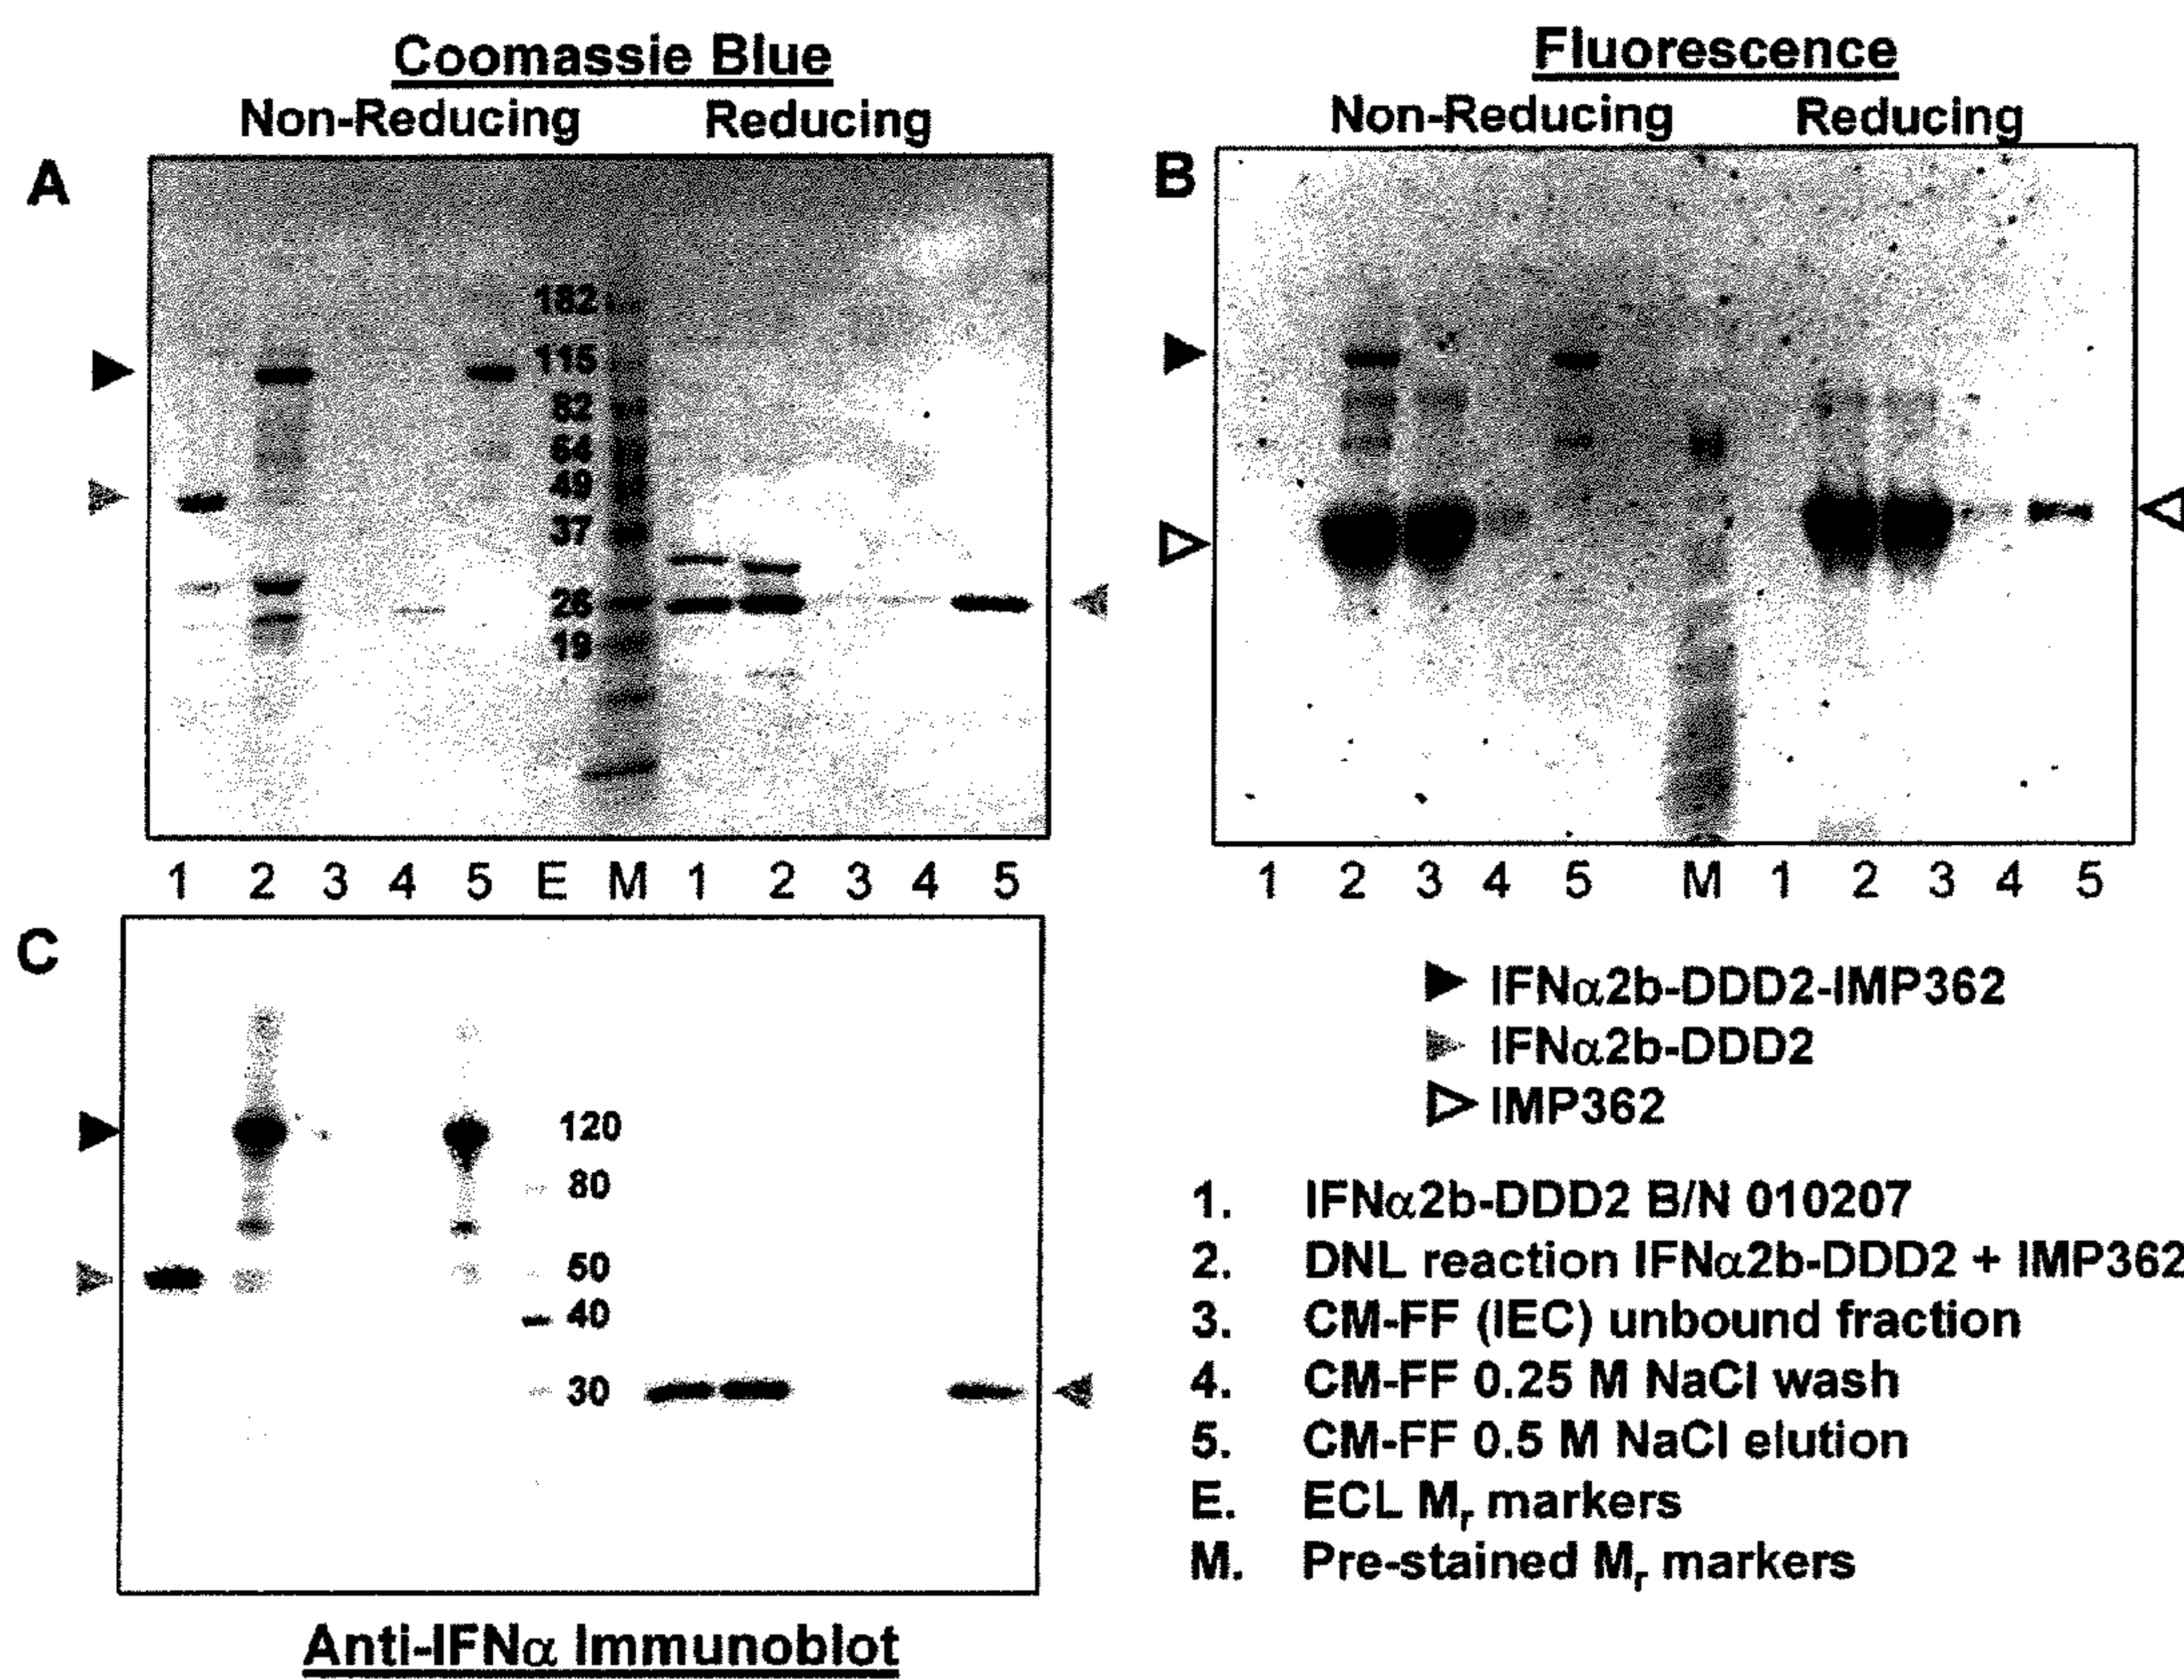 Coomassie Blue
Non-Reducing Reducing
A
182
115
82
64
49
37
26
19
1 2 3 4 5 E M 1 2 3 4 5
Fluorescence
Non-Reducing Reducing
B
1 2 3 4 5 M 1 2 3 4 5
C
120
80
50
40
30
Anti-IFNα Immunoblot
IFNα2b-DDD2-IMP362
IFNα2b-DDD2
IMP362
1. IFNα2b-DDD2 B/N 010207
2. DNL reaction IFNα2b-DDD2 + IMP362
3. CM-FF (IEC) unbound fraction
4. CM-FF 0.25 M NaCl wash
5. CM-FF 0.5 M NaCl elution
E. ECL Mr markers
M. Pre-stained Mr markers